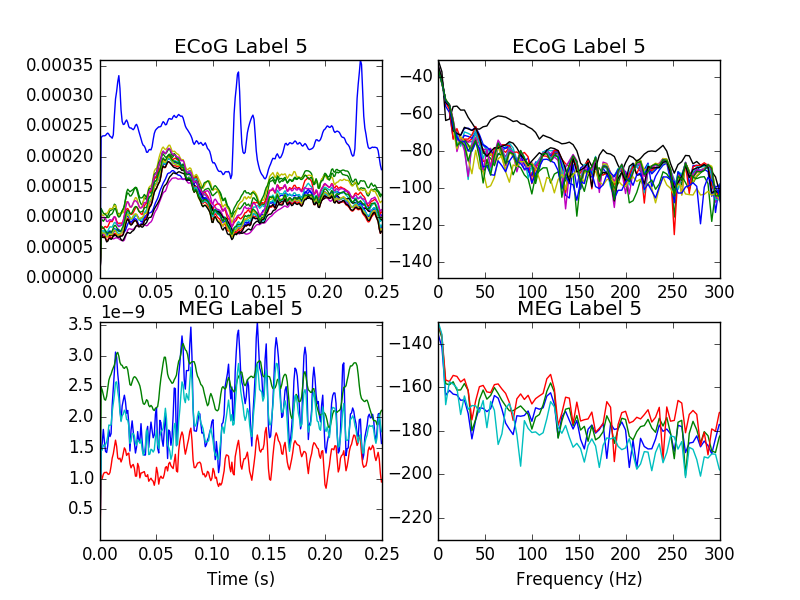 ECoG Label 5
0.00035
0.00030
0.00025
0.00020
0.00015
0.00010
0.00005
0.00000
0.00 0.05 0.10 0.15 0.20 0.25
ECoG Label 5
−40
−60
−80
−100
−120
−140
0 50 100 150 200 250 300
MEG Label 5
1e−9
3.5
3.0
2.5
2.0
1.5
1.0
0.5
0.00 0.05 0.10 0.15 0.20 0.25
Time (s)
MEG Label 5
−140
−160
−180
−200
−220
0 50 100 150 200 250 300
Frequency (Hz)